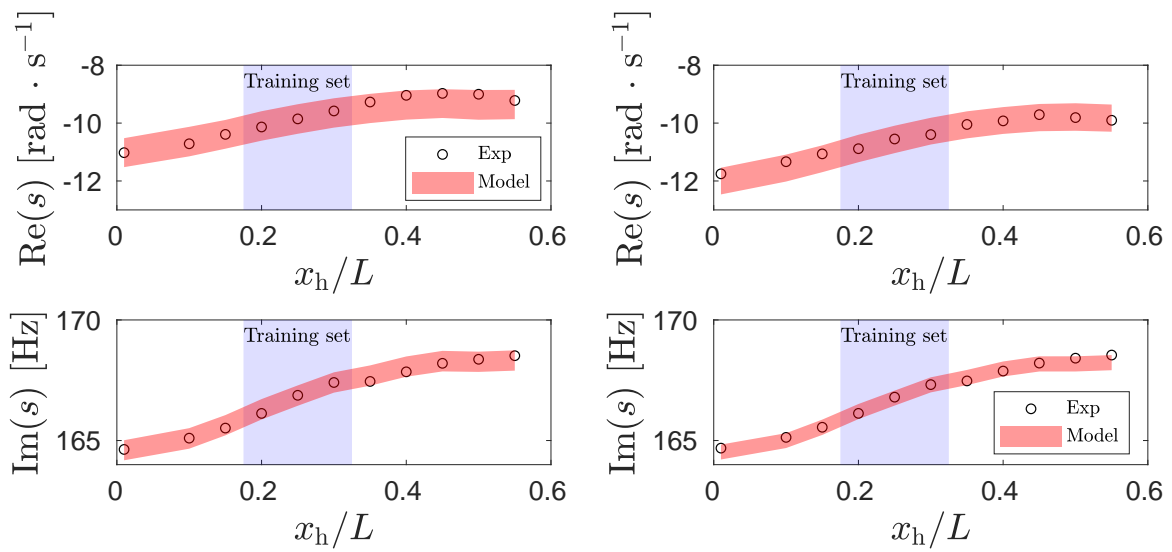 Re(s) [rad · s⁻¹]
-8
-10
-12
Training set
Exp
Model
0
0.2
0.4
0.6
x_h/L
Re(s) [rad · s⁻¹]
-8
-10
-12
Training set
Exp
Model
0
0.2
0.4
0.6
x_h/L
Im(s) [Hz]
170
165
Training set
0
0.2
0.4
0.6
x_h/L
Im(s) [Hz]
170
165
Training set
Exp
Model
0
0.2
0.4
0.6
x_h/L